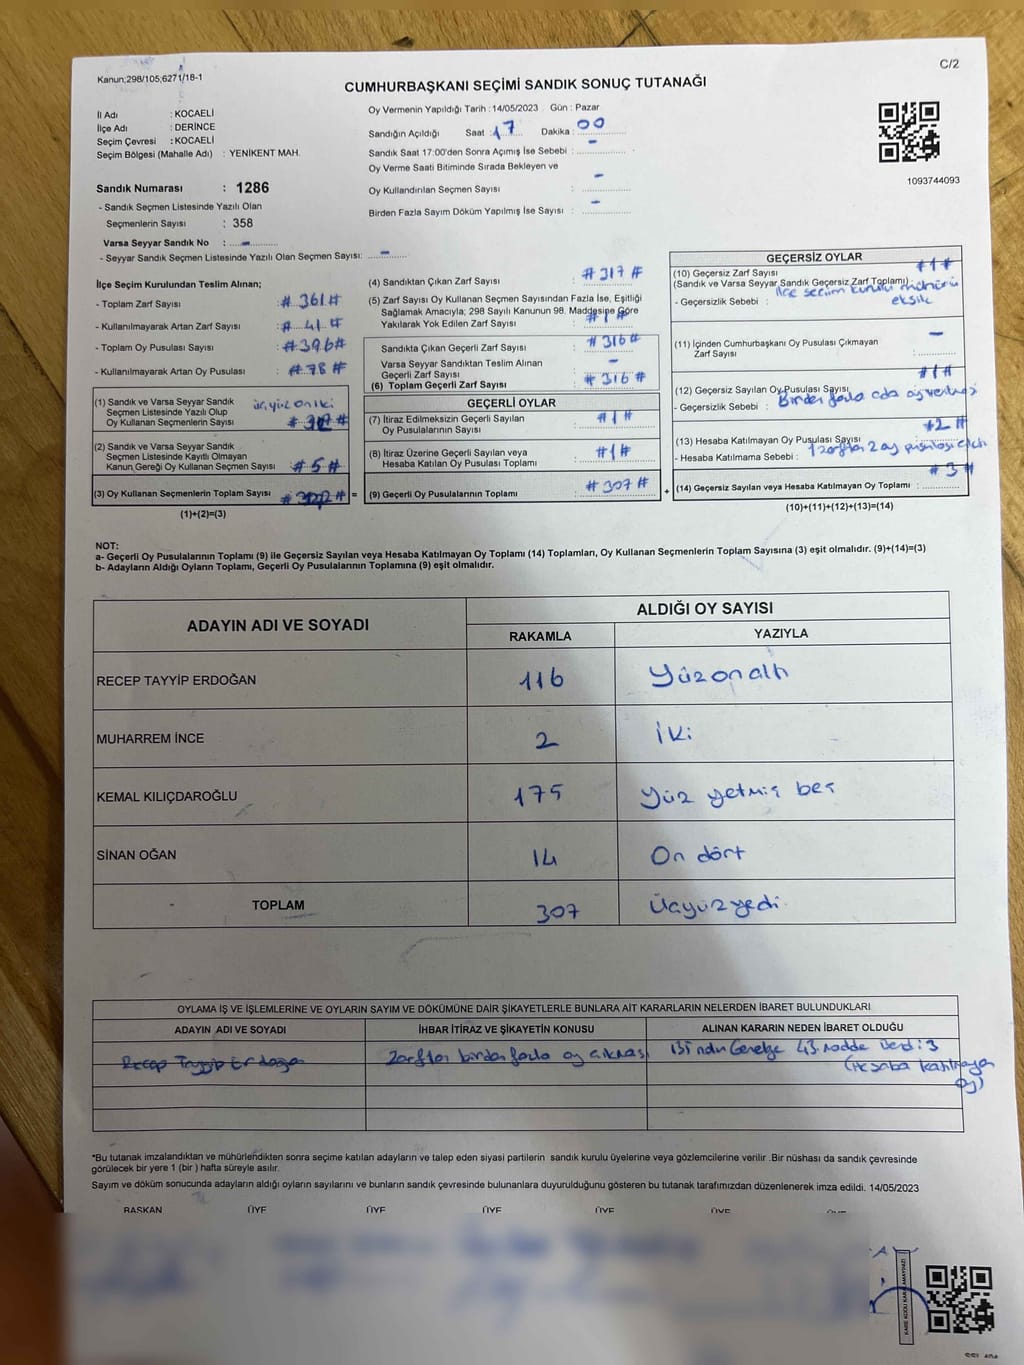 Kanun;298/105;6271/18-1
C/2
CUMHURBAŞKANI SEÇİMİ SANDIK SONUÇ TUTANAĞI
İl Adı : KOCAELİ
İlçe Adı : DERİNCE
Seçim Çevresi : KOCAELİ
Seçim Bölgesi (Mahalle Adı) : YENİKENT MAH.
Oy Vermenin Yapıldığı Tarih : 14/05/2023 Gün : Pazar
Sandığın Açıldığı Saat : 17 Dakika : 00
Sandık Saat 17:00'den Sonra Açımış İse Sebebi : -
Oy Verme Saati Bitiminde Sırada Bekleyen ve
Oy Kullandırılan Seçmen Sayısı : -
Birden Fazla Sayım Döküm Yapılmış İse Sayısı : -
1093744093
Sandık Numarası : 1286
- Sandık Seçmen Listesinde Yazılı Olan
Seçmenlerin Sayısı : 358
Varsa Seyyar Sandık No : -
- Seyyar Sandık Seçmen Listesinde Yazılı Olan Seçmen Sayısı: -
İlçe Seçim Kurulundan Teslim Alınan;
- Toplam Zarf Sayısı : # 361 #
- Kullanılmayarak Artan Zarf Sayısı : # 41 #
- Toplam Oy Pusulası Sayısı : # 396 #
- Kullanılmayarak Artan Oy Pusulası : # 78 #
(1) Sandık ve Varsa Seyyar Sandık
Seçmen Listesinde Yazılı Olup
Oy Kullanan Seçmenlerin Sayısı
(2) Sandık ve Varsa Seyyar Sandık
Seçmen Listesinde Kayıtlı Olmayan
Kanun Gereği Oy Kullanan Seçmen Sayısı # 5 #
(3) Oy Kullanan Seçmenlerin Toplam Sayısı =
(1)+(2)=(3)
(4) Sandıktan Çıkan Zarf Sayısı : # 317 #
(5) Zarf Sayısı Oy Kullanan Seçmen Sayısından Fazla İse, Eşitliği
Sağlamak Amacıyla; 298 Sayılı Kanunun 98. Maddesine Göre
Yakılarak Yok Edilen Zarf Sayısı : # 1 #
Sandıkta Çıkan Geçerli Zarf Sayısı : # 316 #
Varsa Seyyar Sandıktan Teslim Alınan
Geçerli Zarf Sayısı : -
(6) Toplam Geçerli Zarf Sayısı : # 316 #
GEÇERLİ OYLAR
(7) İtiraz Edilmeksizin Geçerli Sayılan
Oy Pusulalarının Sayısı : # 1 #
(8) İtiraz Üzerine Geçerli Sayılan veya
Hesaba Katılan Oy Pusulası Toplamı : # 1 #
(9) Geçerli Oy Pusulalarının Toplamı : # 307 # +
GEÇERSİZ OYLAR
(10) Geçersiz Zarf Sayısı # 1 #
(Sandık ve Varsa Seyyar Sandık Geçersiz Zarf Toplamı)
- Geçersizlik Sebebi : İlçe seçim kurulu mührü
eksik
(11) İçinden Cumhurbaşkanı Oy Pusulası Çıkmayan
Zarf Sayısı : -
(12) Geçersiz Sayılan Oy Pusulası Sayısı # 1 #
- Geçersizlik Sebebi : Birden fazla
(13) Hesaba Katılmayan Oy Pusulası Sayısı # 2 #
- Hesaba Katılmama Sebebi : 1 zarftan 2 oy pusulası
(14) Geçersiz Sayılan veya Hesaba Katılmayan Oy Toplamı : # 3 #
(10)+(11)+(12)+(13)=(14)
NOT:
a- Geçerli Oy Pusulalarının Toplamı (9) ile Geçersiz Sayılan veya Hesaba Katılmayan Oy Toplamı (14) Toplamları, Oy Kullanan Seçmenlerin Toplam Sayısına (3) eşit olmalıdır. (9)+(14)=(3)
b- Adayların Aldığı Oyların Toplamı, Geçerli Oy Pusulalarının Toplamına (9) eşit olmalıdır.
ADAYIN ADI VE SOYADI
ALDIĞI OY SAYISI
RAKAMLA YAZIYLA
RECEP TAYYİP ERDOĞAN 116 Yüzonaltı
MUHARREM İNCE 2 İki
KEMAL KILIÇDAROĞLU 175 Yüz yetmiş beş
SİNAN OĞAN 14 On dört
TOPLAM 307 Üçyüzyedi
OYLAMA İŞ VE İŞLEMLERİNE VE OYLARIN SAYIM VE DÖKÜMÜNE DAİR ŞİKAYETLERLE BUNLARA AİT KARARLARIN NELERDEN İBARET BULUNDUKLARI
ADAYIN ADI VE SOYADI İHBAR İTİRAZ VE ŞİKAYETİN KONUSU ALINAN KARARIN NEDEN İBARET OLDUĞU
Recep Tayyip Erdoğan Zarftan birden fazla oy çıkması 135 Genelge 43. madde Bendi: 3
(Hesaba katılmayan
oy)
*Bu tutanak imzalandıktan ve mühürlendikten sonra seçime katılan adayların ve talep eden siyasi partilerin sandık kurulu üyelerine veya gözlemcilerine verilir .Bir nüshası da sandık çevresinde
görülecek bir yere 1 (bir ) hafta süreyle asılır.
Sayım ve döküm sonucunda adayların aldığı oyların sayılarını ve bunların sandık çevresinde bulunanlara duyurulduğunu gösteren bu tutanak tarafımızdan düzenlenerek imza edildi. 14/05/2023
BAŞKAN ÜYE ÜYE ÜYE ÜYE ÜYE ÜYE